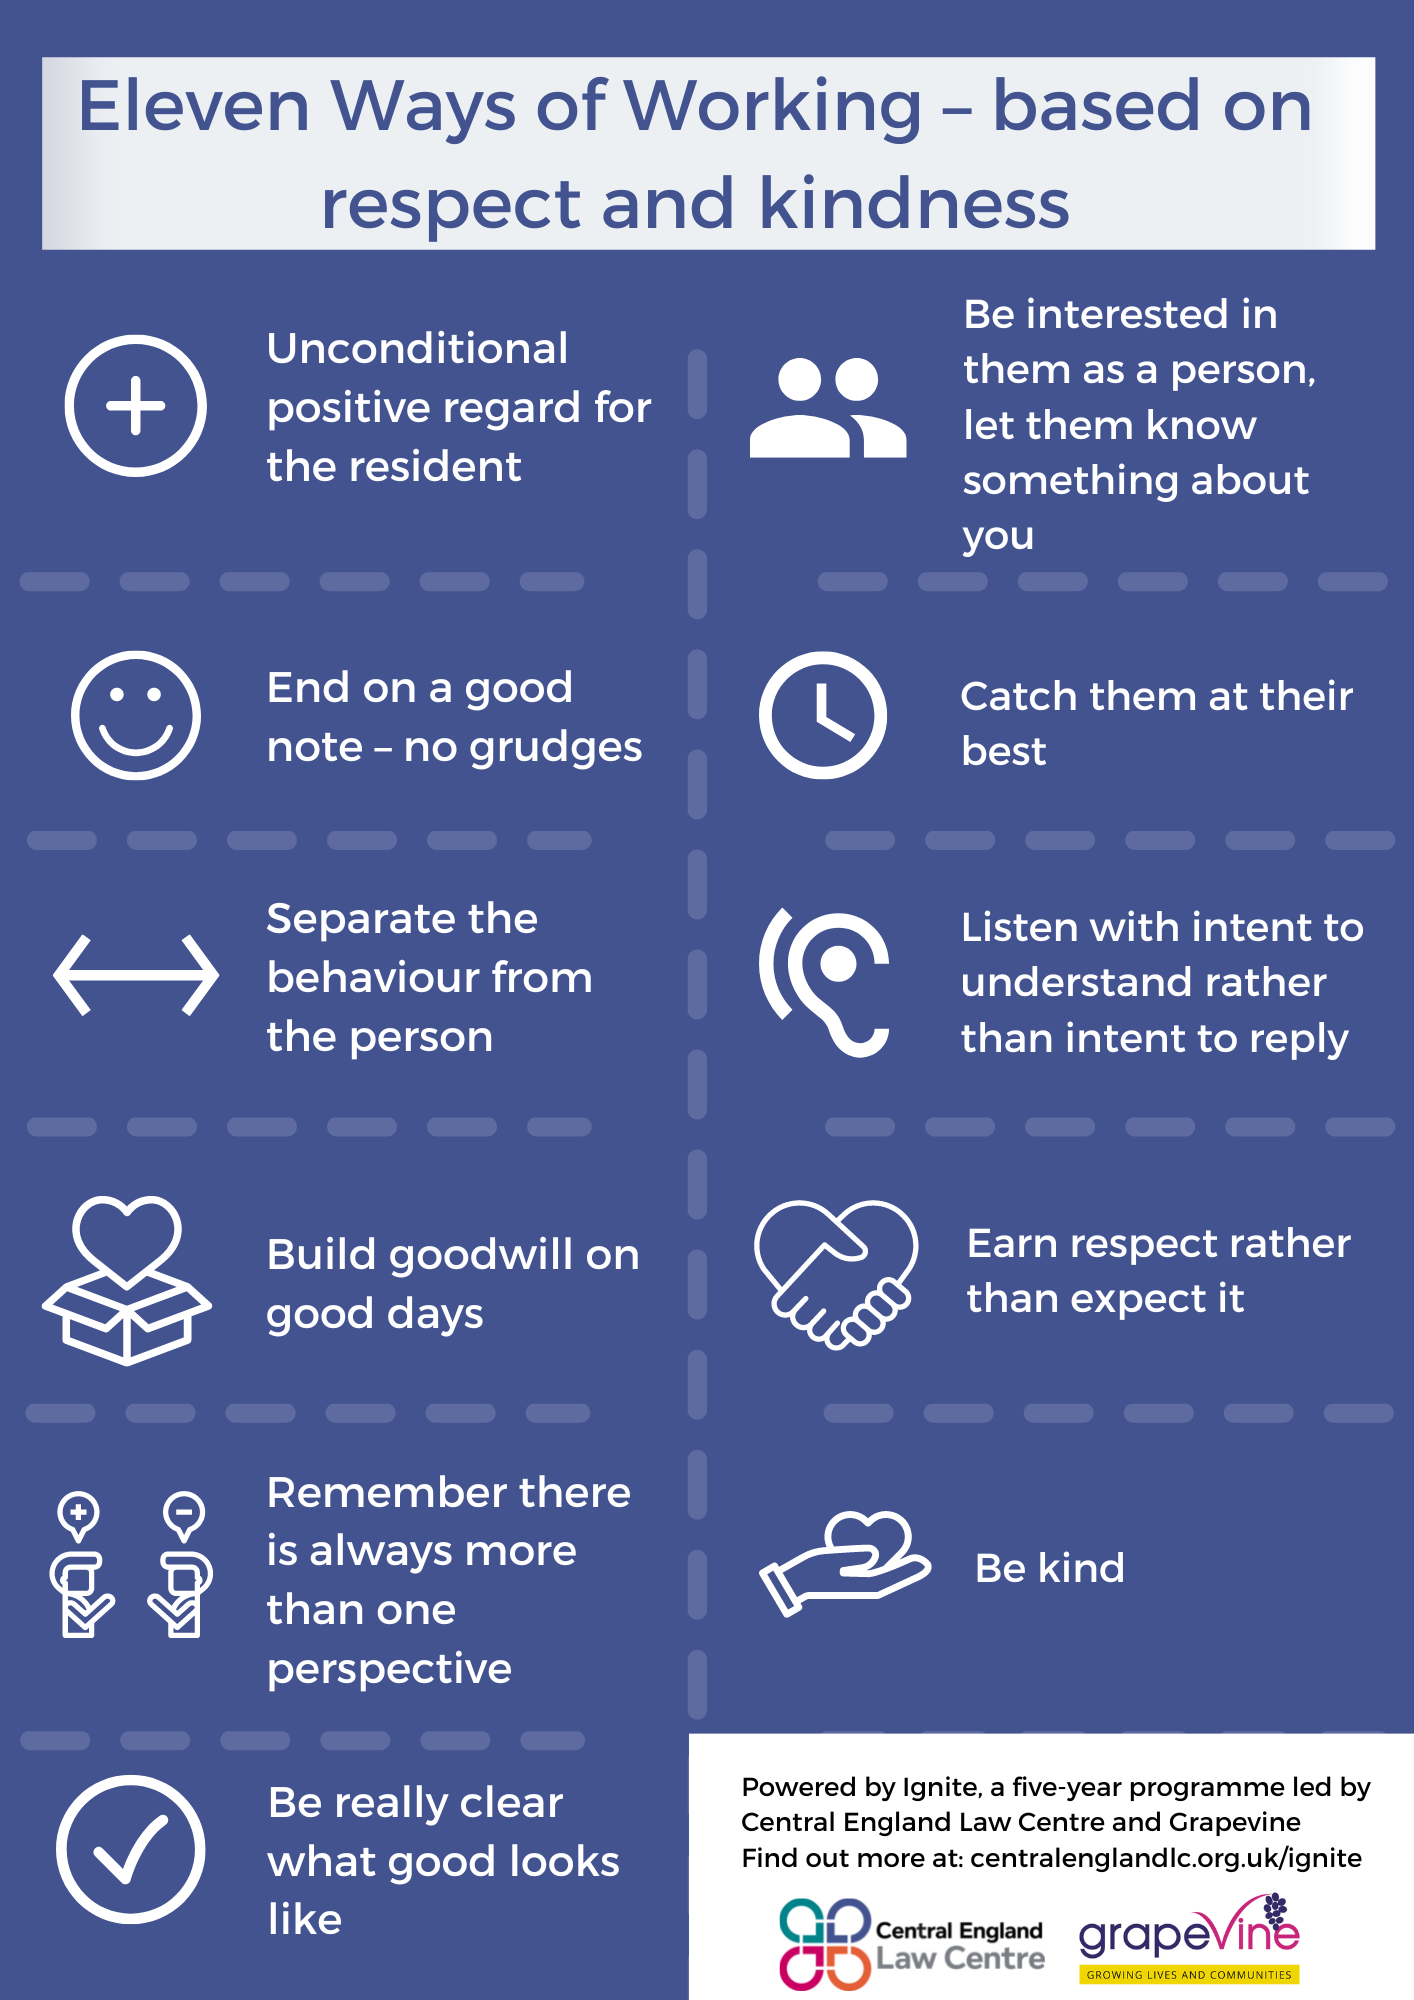 Eleven Ways of Working – based on
respect and kindness
Unconditional
positive regard for
the resident
Be interested in
them as a person,
let them know
something about
you
End on a good
note – no grudges
Catch them at their
best
Separate the
behaviour from
the person
Listen with intent to
understand rather
than intent to reply
Build goodwill on
good days
Earn respect rather
than expect it
Remember there
is always more
than one
perspective
Be kind
Be really clear
what good looks
like
Powered by Ignite, a five-year programme led by
Central England Law Centre and Grapevine
Find out more at: centralenglandlc.org.uk/ignite
Central England
Law Centre
grapevine
GROWING LIVES AND COMMUNITIES